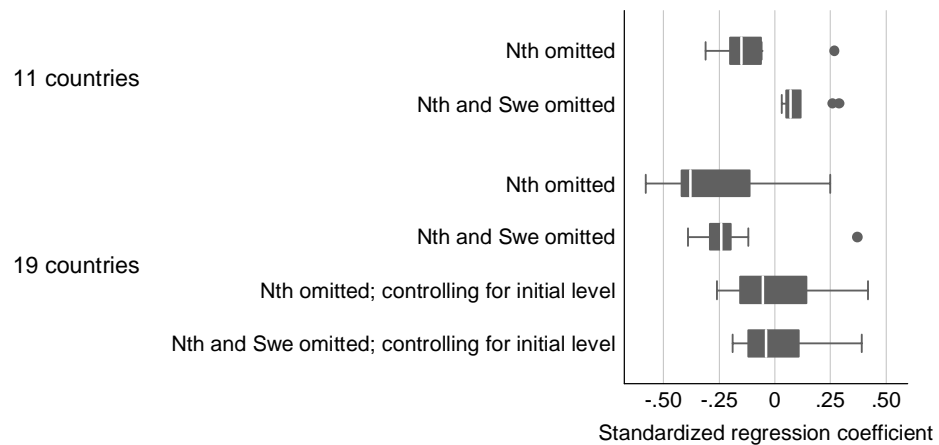 11 countries
Nth omitted
Nth and Swe omitted
19 countries
Nth omitted
Nth and Swe omitted
Nth omitted; controlling for initial level
Nth and Swe omitted; controlling for initial level
-.50 -.25 0 .25 .50
Standardized regression coefficient